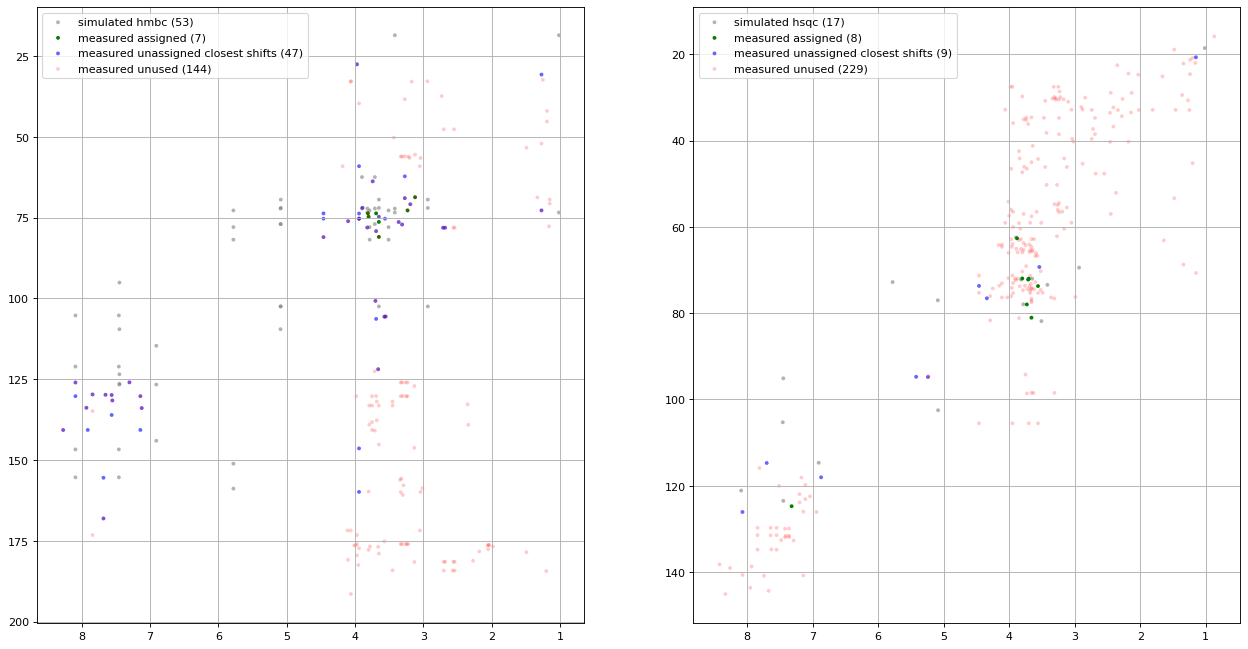 simulated hmbc (53)
measured assigned (7)
measured unassigned closest shifts (47)
measured unused (144)
25
50
75
100
125
150
175
200
8 7 6 5 4 3 2 1
simulated hsqc (17)
measured assigned (8)
measured unassigned closest shifts (9)
measured unused (229)
20
40
60
80
100
120
140
8 7 6 5 4 3 2 1